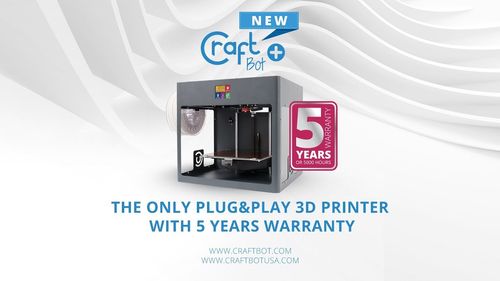 NEW
Craft +
Bot
5
YEARS
WARRANTY
OR 5000 HOURS
THE ONLY PLUG&PLAY 3D PRINTER
WITH 5 YEARS WARRANTY
WWW.CRAFTBOT.COM
WWW.CRAFTBOTUSA.COM